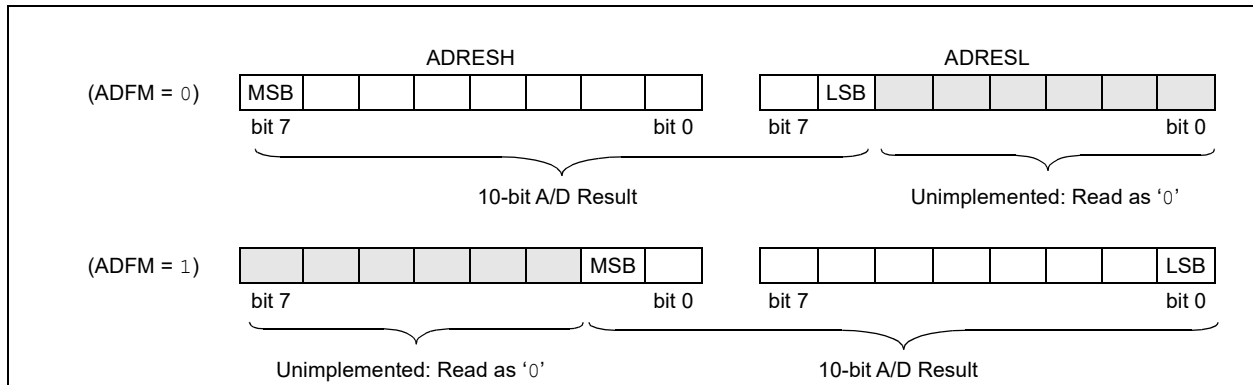 ADRESH ADRESL
(ADFM = 0) MSB LSB
bit 7 bit 0 bit 7 bit 0
10-bit A/D Result Unimplemented: Read as ‘0’
(ADFM = 1) MSB LSB
bit 7 bit 0 bit 7 bit 0
Unimplemented: Read as ‘0’ 10-bit A/D Result